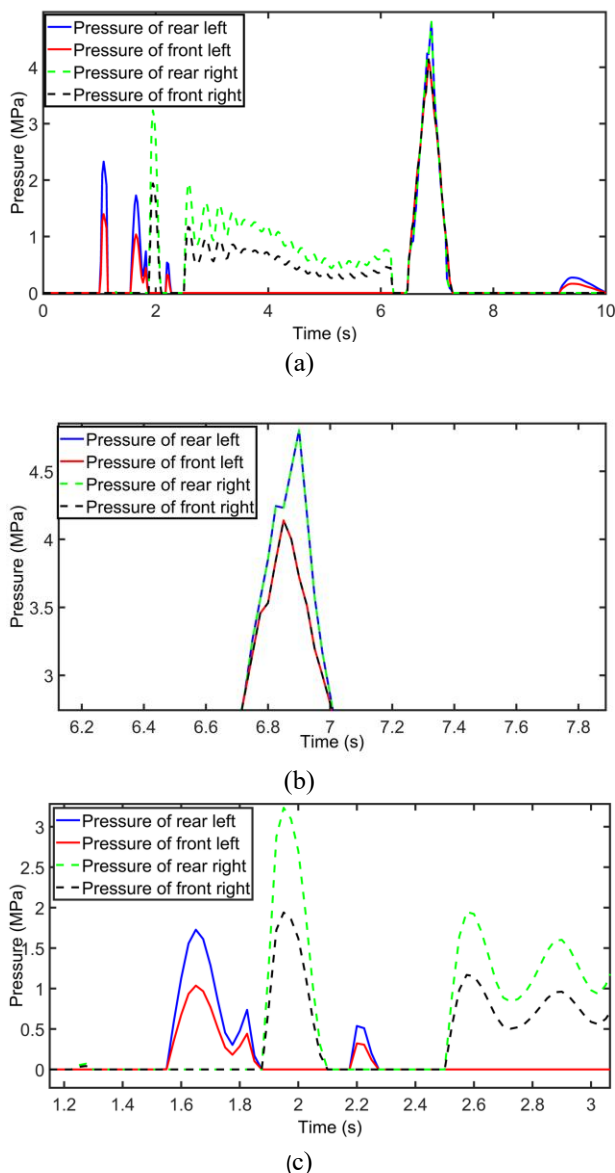 Pressure of rear left
Pressure of front left
Pressure of rear right
Pressure of front right
Pressure (MPa)
4
3
2
1
0
0 2 4 6 8 10
Time (s)
(a)
Pressure of rear left
Pressure of front left
Pressure of rear right
Pressure of front right
Pressure (MPa)
4.5
4
3.5
3
6.2 6.4 6.6 6.8 7 7.2 7.4 7.6 7.8
Time (s)
(b)
Pressure of rear left
Pressure of front left
Pressure of rear right
Pressure of front right
Pressure (MPa)
3
2.5
2
1.5
1
0.5
0
1.2 1.4 1.6 1.8 2 2.2 2.4 2.6 2.8 3
Time (s)
(c)